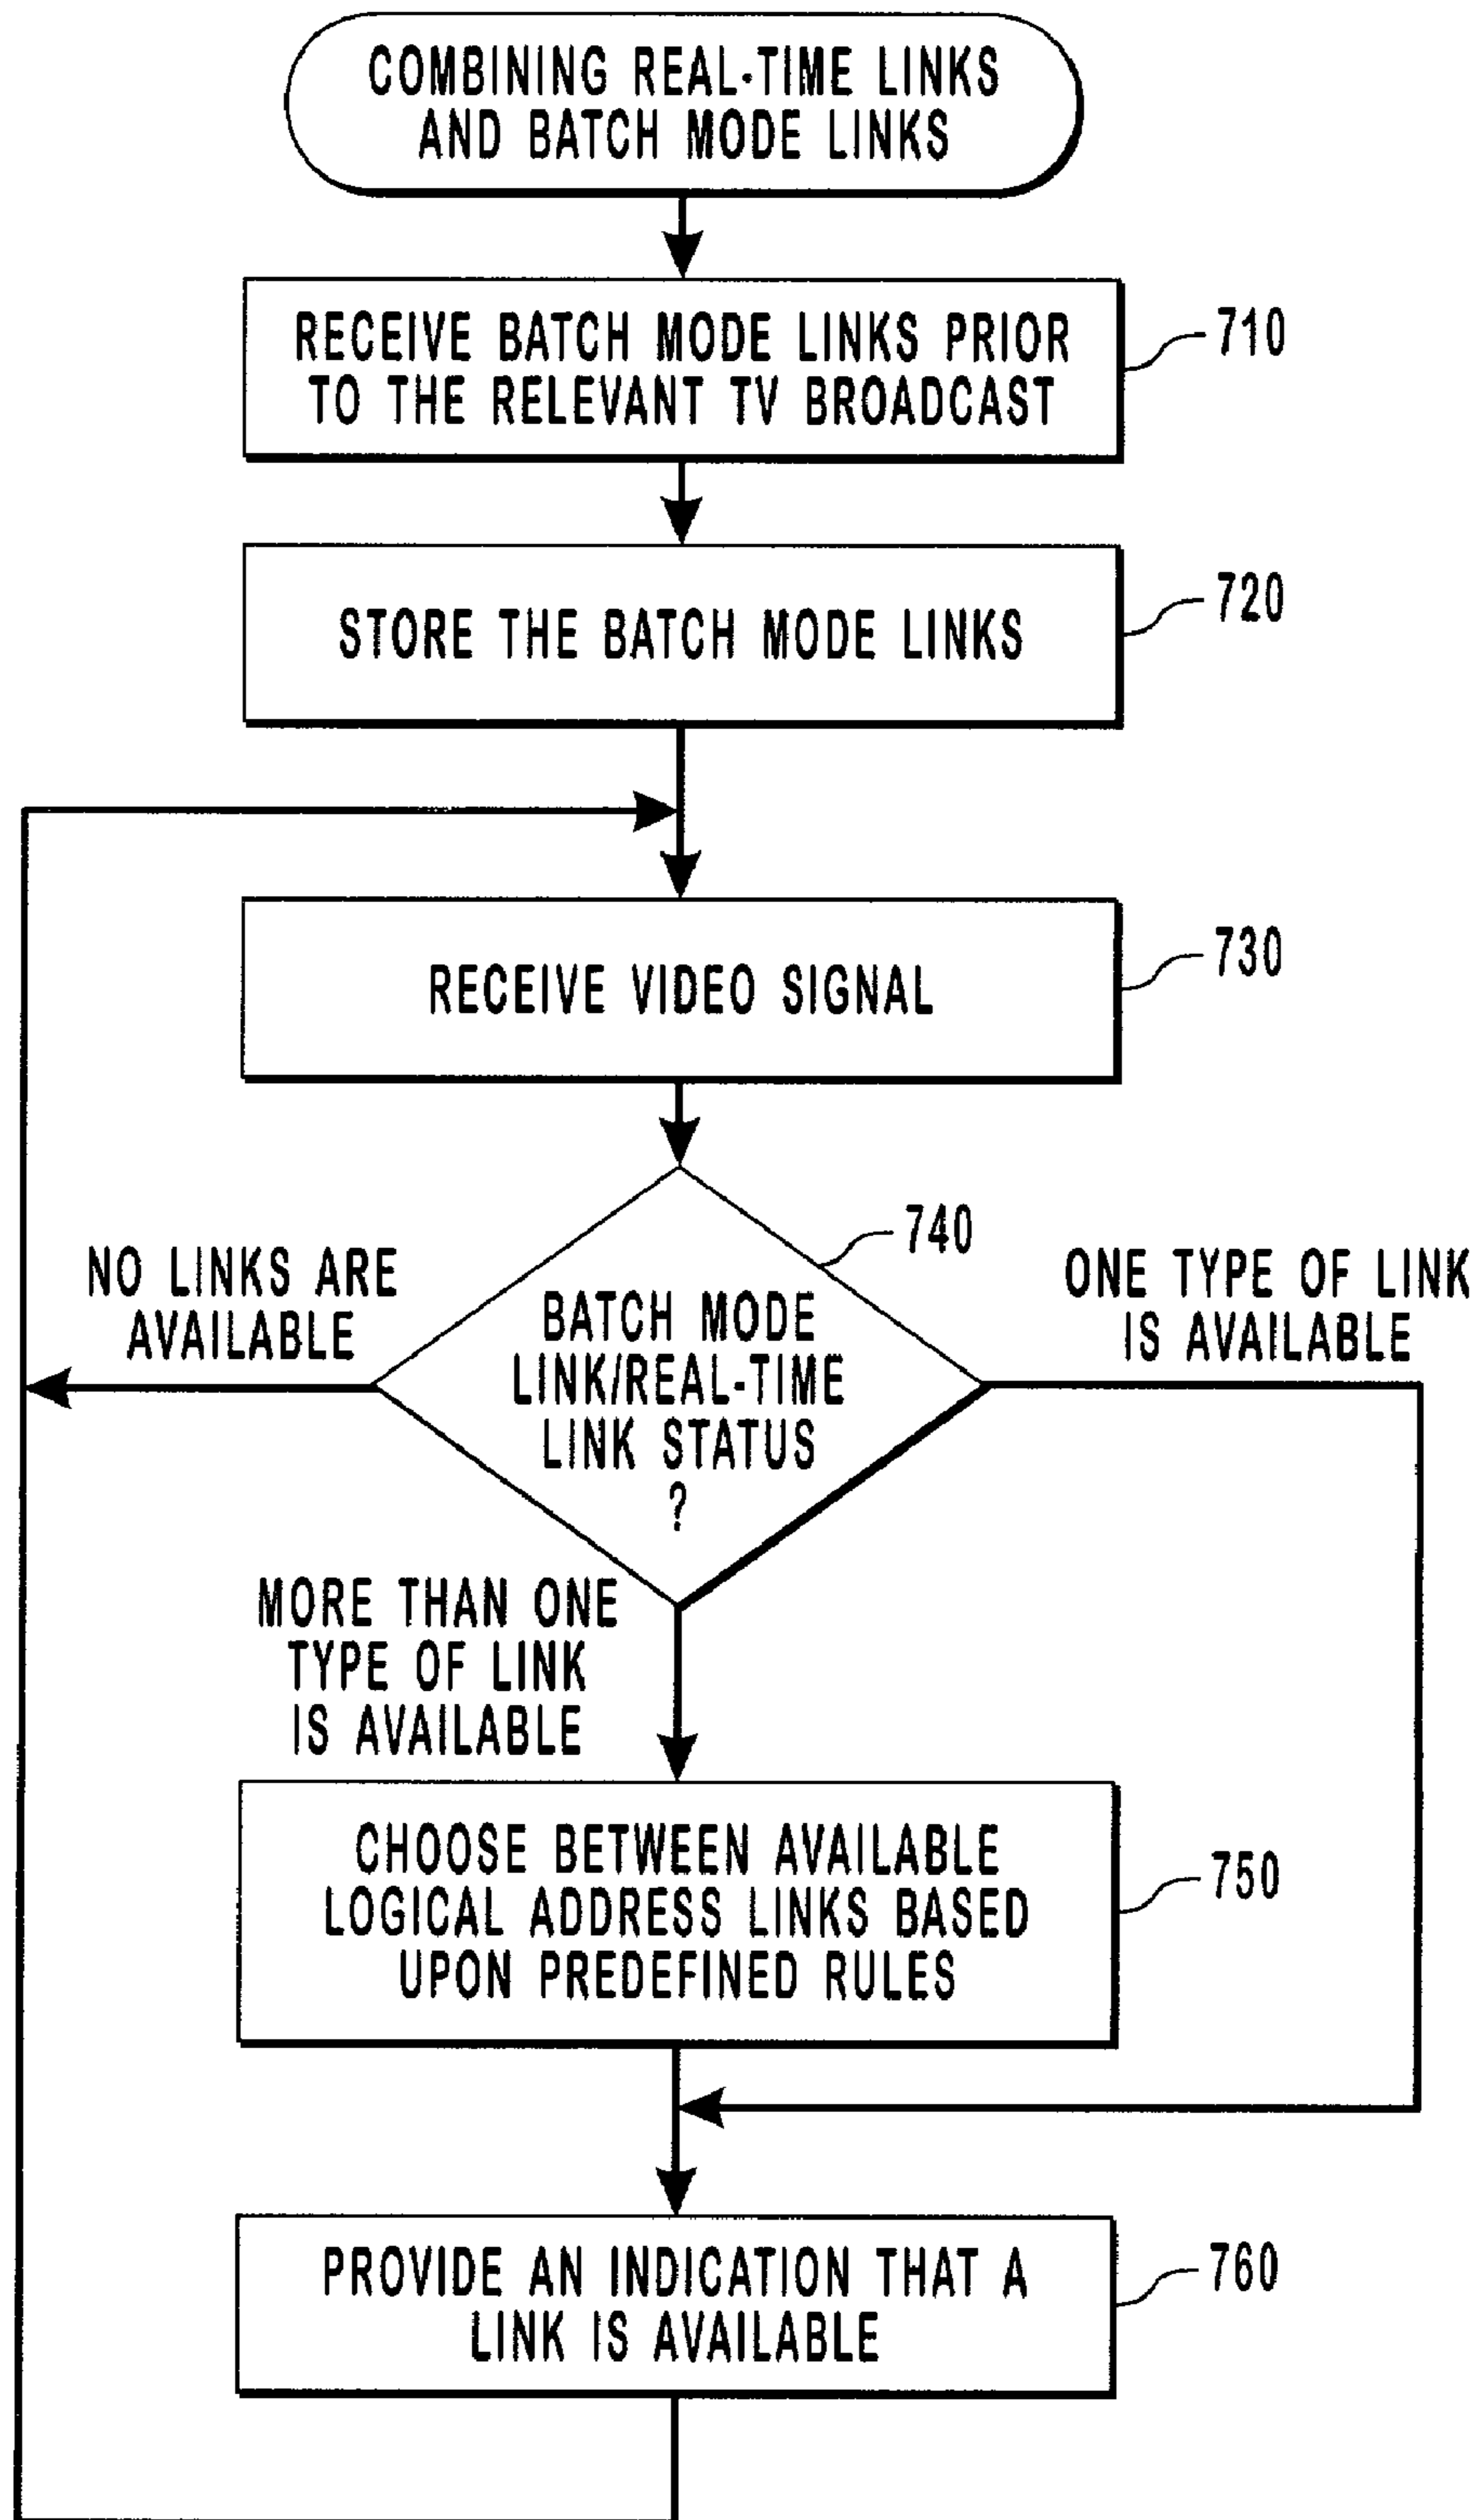 COMBINING REAL-TIME LINKS
AND BATCH MODE LINKS
RECEIVE BATCH MODE LINKS PRIOR
TO THE RELEVANT TV BROADCAST
710
STORE THE BATCH MODE LINKS
720
RECEIVE VIDEO SIGNAL
730
740
NO LINKS ARE
AVAILABLE
BATCH MODE
LINK/REAL-TIME
LINK STATUS
?
ONE TYPE OF LINK
IS AVAILABLE
MORE THAN ONE
TYPE OF LINK
IS AVAILABLE
CHOOSE BETWEEN AVAILABLE
LOGICAL ADDRESS LINKS BASED
UPON PREDEFINED RULES
750
PROVIDE AN INDICATION THAT A
LINK IS AVAILABLE
760